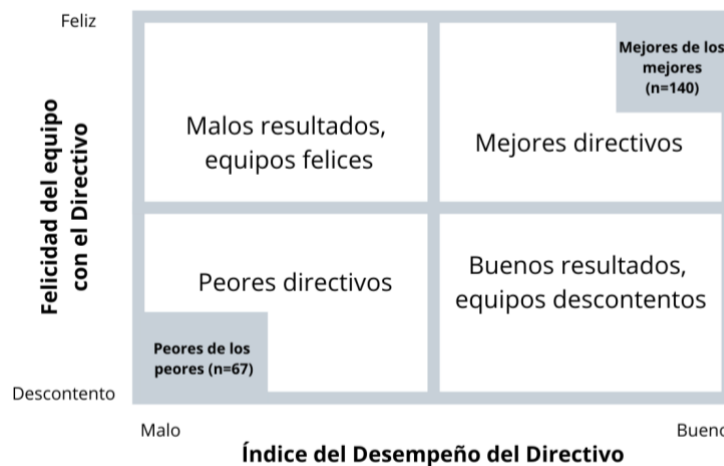 Feliz
Mejores de los
mejores
(n=140)
Malos resultados,
equipos felices
Mejores directivos
Felicidad del equipo
con el Directivo
Peores directivos
Buenos resultados,
equipos descontentos
Peores de los
peores (n=67)
Descontento
Malo
Bueno
Índice del Desempeño del Directivo